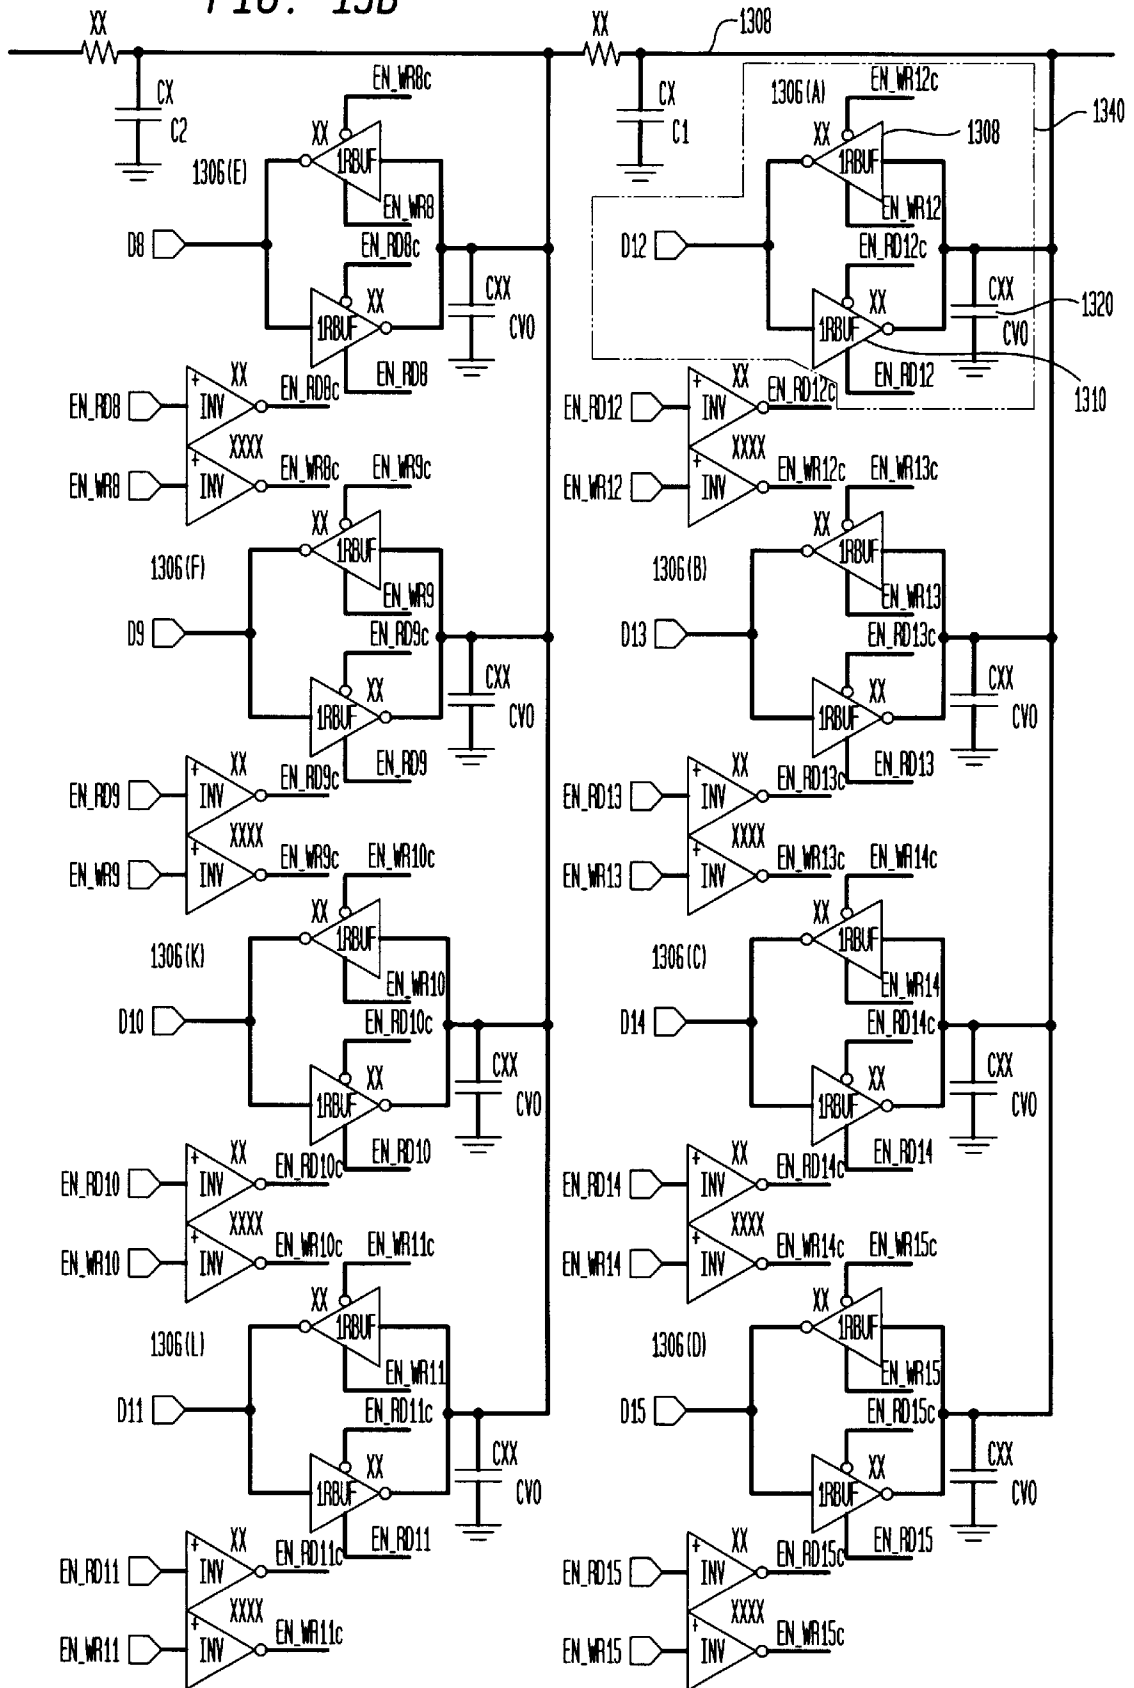 FIG. 13B
XX
XX
1308
CX
C2
EN_WR8c
XX
1RBUF
1306(E)
EN_WR8
D8
EN_RD8c
XX
1RBUF
CXX
CV0
EN_RD8
CX
C1
1306(A)
EN_WR12c
XX
1RBUF
1308
1340
EN_WR12
D12
EN_RD12c
XX
1RBUF
CXX
CV0
1320
EN_RD12
1310
EN_RD8
XX
INV
EN_RD8c
XXXX
EN_WR8
INV
EN_WR8c
EN_RD12
XX
INV
EN_RD12c
XXXX
EN_WR12
INV
EN_WR12c
EN_WR9c
XX
1RBUF
1306(F)
EN_WR9
D9
EN_RD9c
XX
1RBUF
CXX
CV0
EN_RD9
EN_WR13c
XX
1RBUF
1306(B)
EN_WR13
D13
EN_RD13c
XX
1RBUF
CXX
CV0
EN_RD13
EN_RD9
XX
INV
EN_RD9c
XXXX
EN_WR9
INV
EN_WR9c
EN_RD13
XX
INV
EN_RD13c
XXXX
EN_WR13
INV
EN_WR13c
EN_WR10c
XX
1RBUF
1306(K)
EN_WR10
D10
EN_RD10c
XX
1RBUF
CXX
CV0
EN_RD10
EN_WR14c
XX
1RBUF
1306(C)
EN_WR14
D14
EN_RD14c
XX
1RBUF
CXX
CV0
EN_RD14
EN_RD10
XX
INV
EN_RD10c
XXXX
EN_WR10
INV
EN_WR10c
EN_RD14
XX
INV
EN_RD14c
XXXX
EN_WR14
INV
EN_WR14c
EN_WR11c
XX
1RBUF
1306(L)
EN_WR11
D11
EN_RD11c
XX
1RBUF
CXX
CV0
EN_RD11
EN_WR15c
XX
1RBUF
1306(D)
EN_WR15
D15
EN_RD15c
XX
1RBUF
CXX
CV0
EN_RD15
EN_RD11
XX
INV
EN_RD11c
XXXX
EN_WR11
INV
EN_WR11c
EN_RD15
XX
INV
EN_RD15c
XXXX
EN_WR15
INV
EN_WR15c